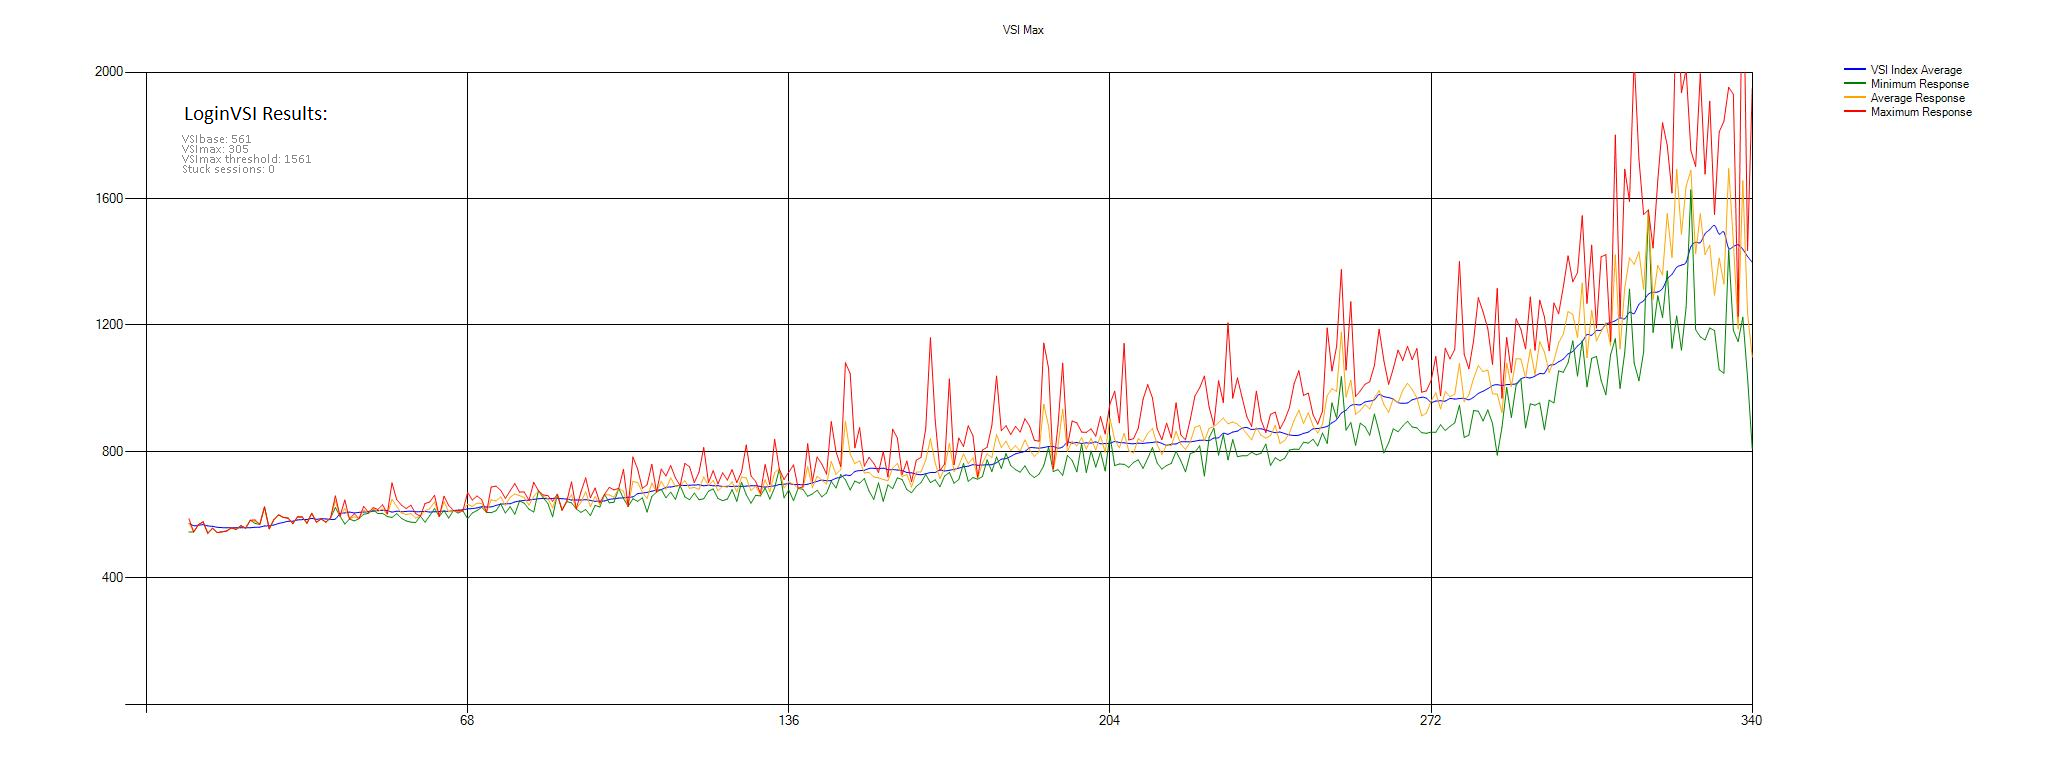 VSI Max
2000
1600
1200
800
400
68
136
204
272
340
LoginVSI Results:
VSIbase: 561
VSImax: 305
VSImax threshold: 1561
Stuck sessions: 0
VSI Index Average
Minimum Response
Average Response
Maximum Response